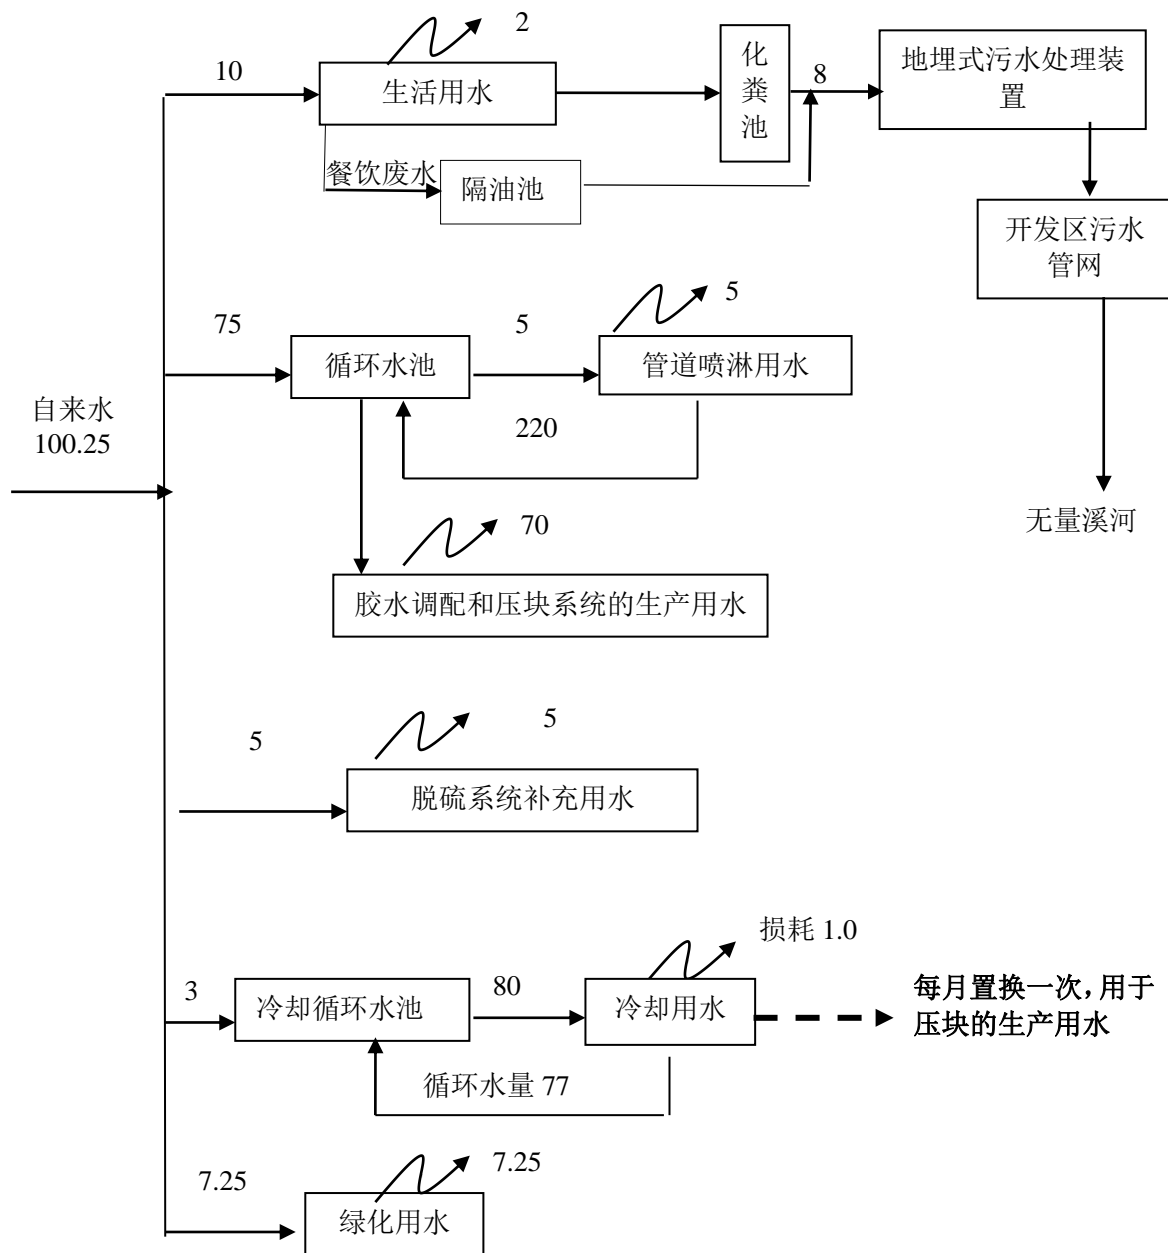 2
10
生活用水
化
粪
池
8
地埋式污水处理装
置
餐饮废水
隔油池
开发区污水
管网
75
循环水池
5
管道喷淋用水
5
220
自来水
100.25
无量溪河
70
胶水调配和压块系统的生产用水
5
5
脱硫系统补充用水
损耗 1.0
3
冷却循环水池
80
冷却用水
每月置换一次，用于
压块的生产用水
循环水量 77
7.25
7.25
绿化用水